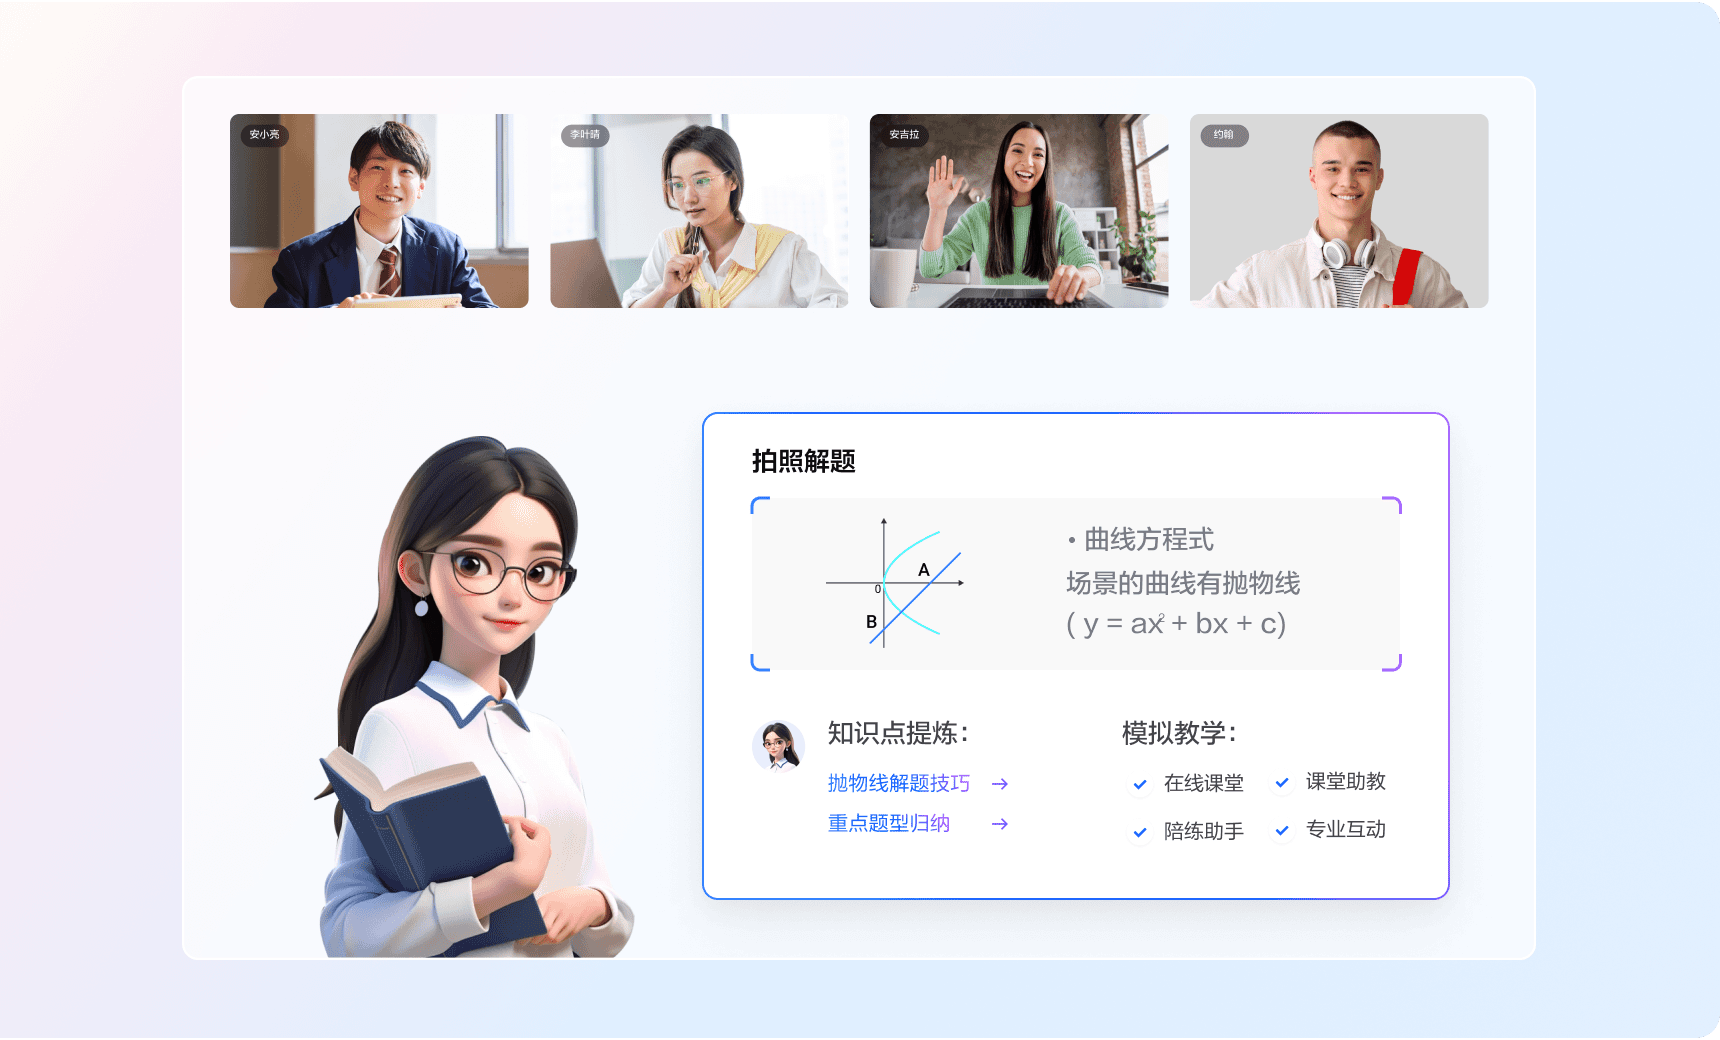 安小亮
李叶晴
安吉拉
约翰
拍照解题
A
0
B
• 曲线方程式
场景的曲线有抛物线
( y = ax² + bx + c)
知识点提炼：
抛物线解题技巧 →
重点题型归纳 →
模拟教学：
在线课堂 课堂助教
陪练助手 专业互动